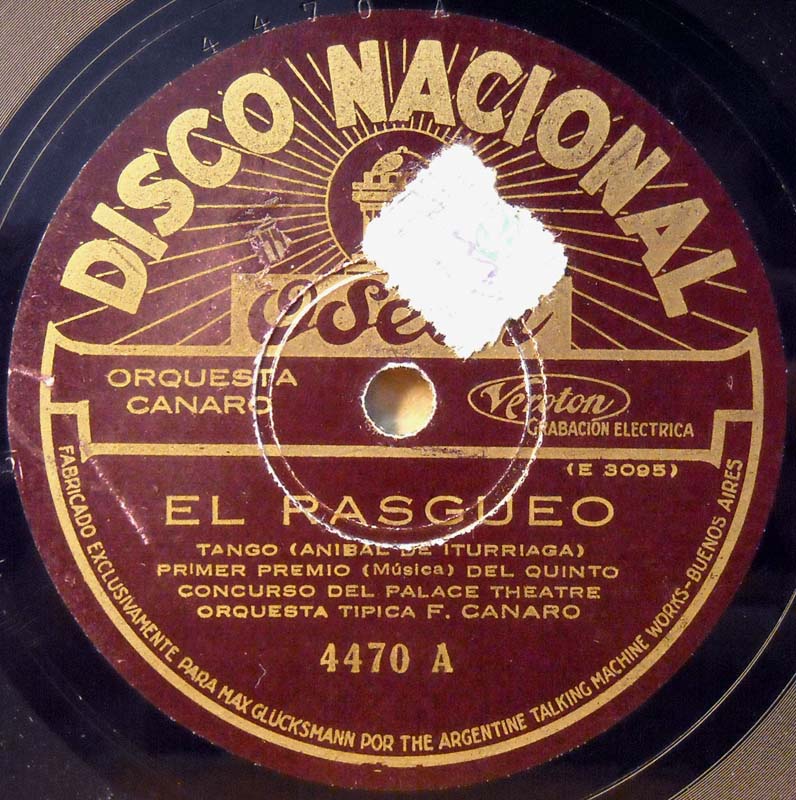 4470 A
DISCO NACIONAL
ORQUESTA
CANARO
Veroton
GRABACION ELECTRICA
(E 3095)
EL RASGUEO
TANGO (ANIBAL DE ITURRIAGA)
PRIMER PREMIO (Música) DEL QUINTO
CONCURSO DEL PALACE THEATRE
ORQUESTA TIPICA F. CANARO
4470 A
FABRICADO EXCLUSIVAMENTE PARA MAX GLUCKSMANN POR THE ARGENTINE TALKING MACHINE WORKS-BUENOS AIRES